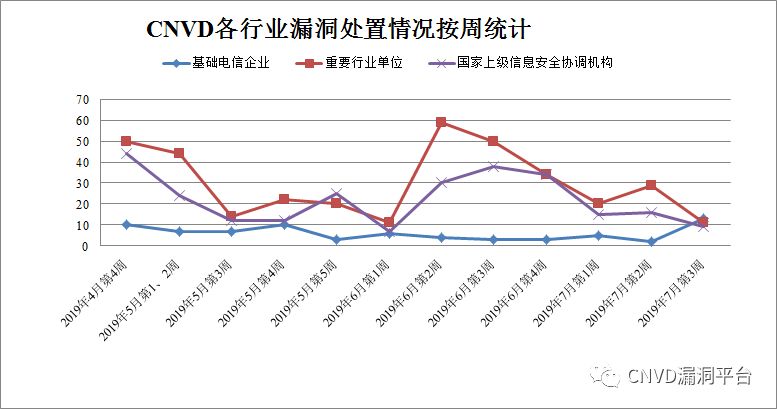 CNVD各行业漏洞处置情况按周统计
基础电信企业 重要行业单位 国家上级信息安全协调机构
70
60
50
40
30
20
10
0
2019年4月第4周
2019年5月第1、2周
2019年5月第3周
2019年5月第4周
2019年5月第5周
2019年6月第1周
2019年6月第2周
2019年6月第3周
2019年6月第4周
2019年7月第1周
2019年7月第2周
2019年7月第3周
CNVD漏洞平台